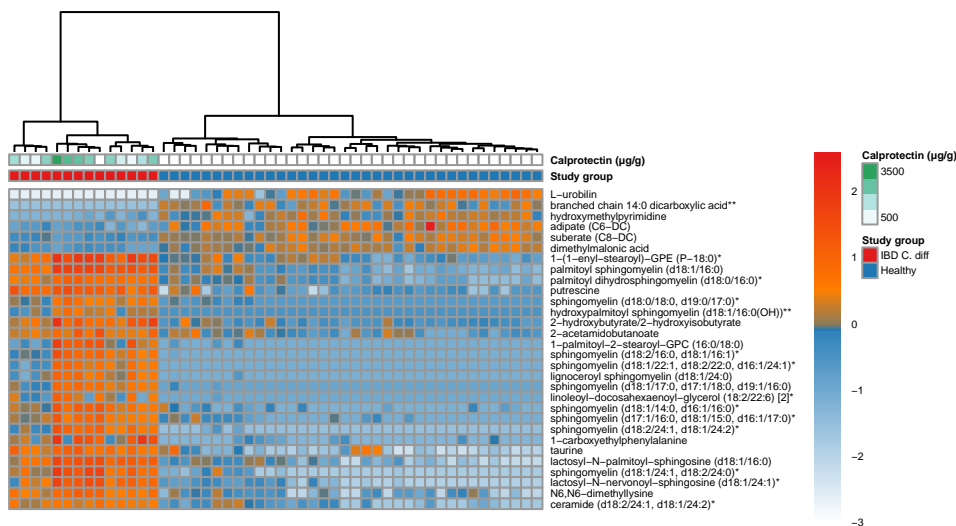 Calprotectin (μg/g)
Study group
L−urobilin
branched chain 14:0 dicarboxylic acid**
hydroxymethylpyrimidine
adipate (C6−DC)
suberate (C8−DC)
dimethylmalonic acid
1−(1−enyl−stearoyl)−GPE (P−18:0)*
palmitoyl sphingomyelin (d18:1/16:0)
palmitoyl dihydrosphingomyelin (d18:0/16:0)*
putrescine
sphingomyelin (d18:0/18:0, d19:0/17:0)*
hydroxypalmitoyl sphingomyelin (d18:1/16:0(OH))**
2−hydroxybutyrate/2−hydroxyisobutyrate
2−acetamidobutanoate
1−palmitoyl−2−stearoyl−GPC (16:0/18:0)
sphingomyelin (d18:2/16:0, d18:1/16:1)*
sphingomyelin (d18:1/22:1, d18:2/22:0, d16:1/24:1)*
lignoceroyl sphingomyelin (d18:1/24:0)
sphingomyelin (d18:1/17:0, d17:1/18:0, d19:1/16:0)
linoleoyl−docosahexaenoyl−glycerol (18:2/22:6) [2]*
sphingomyelin (d18:1/14:0, d16:1/16:0)*
sphingomyelin (d17:1/16:0, d18:1/15:0, d16:1/17:0)*
sphingomyelin (d18:2/24:1, d18:1/24:2)*
1−carboxyethylphenylalanine
taurine
lactosyl−N−palmitoyl−sphingosine (d18:1/16:0)
sphingomyelin (d18:1/24:1, d18:2/24:0)*
lactosyl−N−nervonoyl−sphingosine (d18:1/24:1)*
N6,N6−dimethyllysine
ceramide (d18:2/24:1, d18:1/24:2)*
2
1
0
−1
−2
−3
Calprotectin (μg/g)
3500
500
Study group
IBD C. diff
Healthy